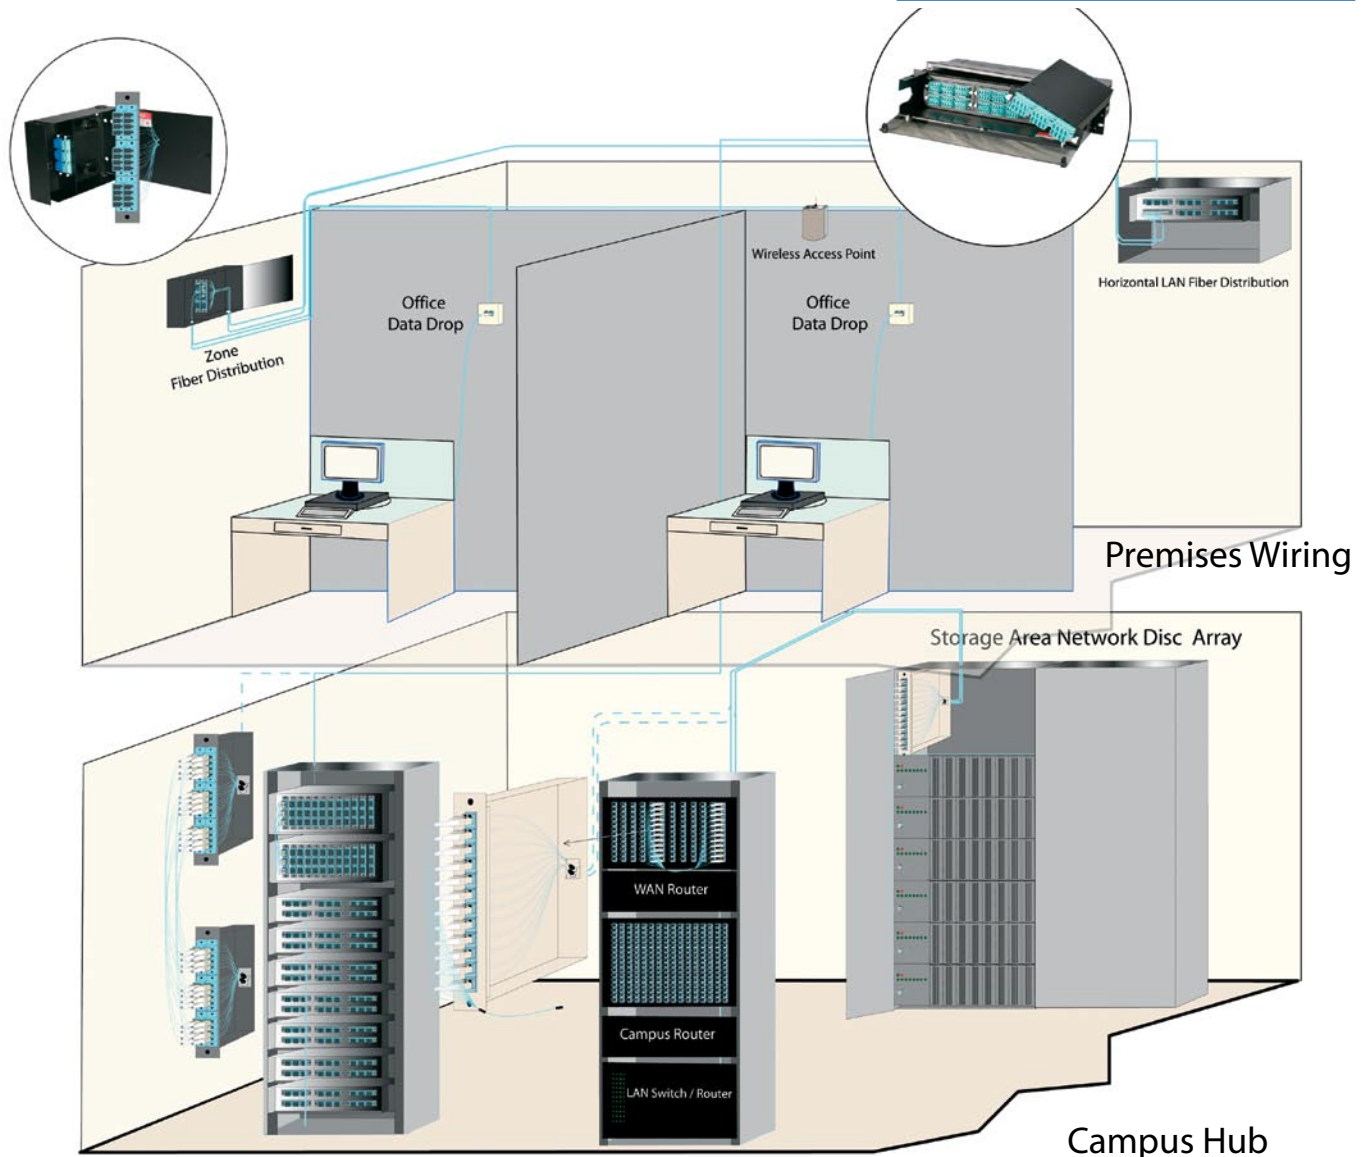 Wireless Access Point
Horizontal LAN Fiber Distribution
Office
Data Drop
Office
Data Drop
Zone
Fiber Distribution
Premises Wiring
Storage Area Network Disc Array
WAN Router
Campus Router
LAN Switch / Router
Campus Hub